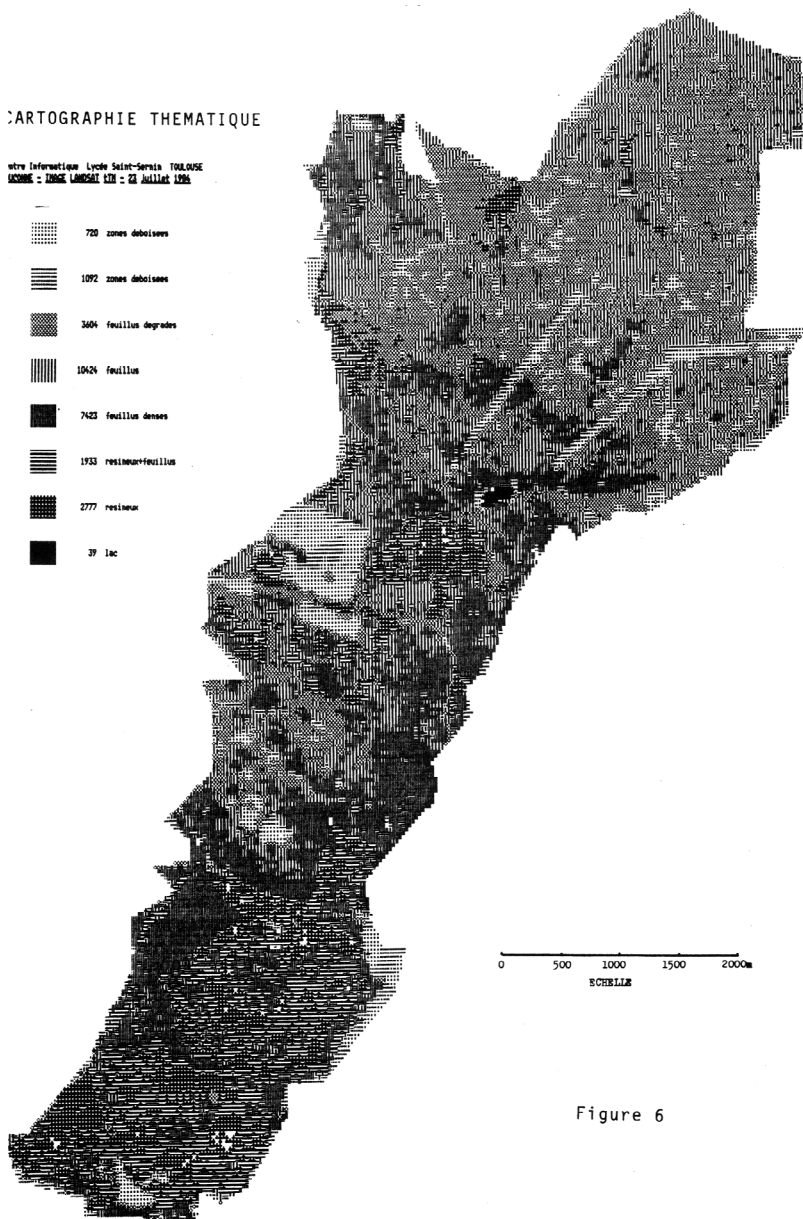 CARTOGRAPHIE THEMATIQUE
Informatique Lycée Saint-Sernin TOULOUSE
- IMAGE LANDSAT - 23 Juillet
720 zones deboisees
1092 zones deboisees
3604 feuillus degrades
10424 feuillus
7423 feuillus denses
1933 resineux+feuillus
2777 resineux
39 lac
0 500 1000 1500 2000m
ECHELLE
Figure 6